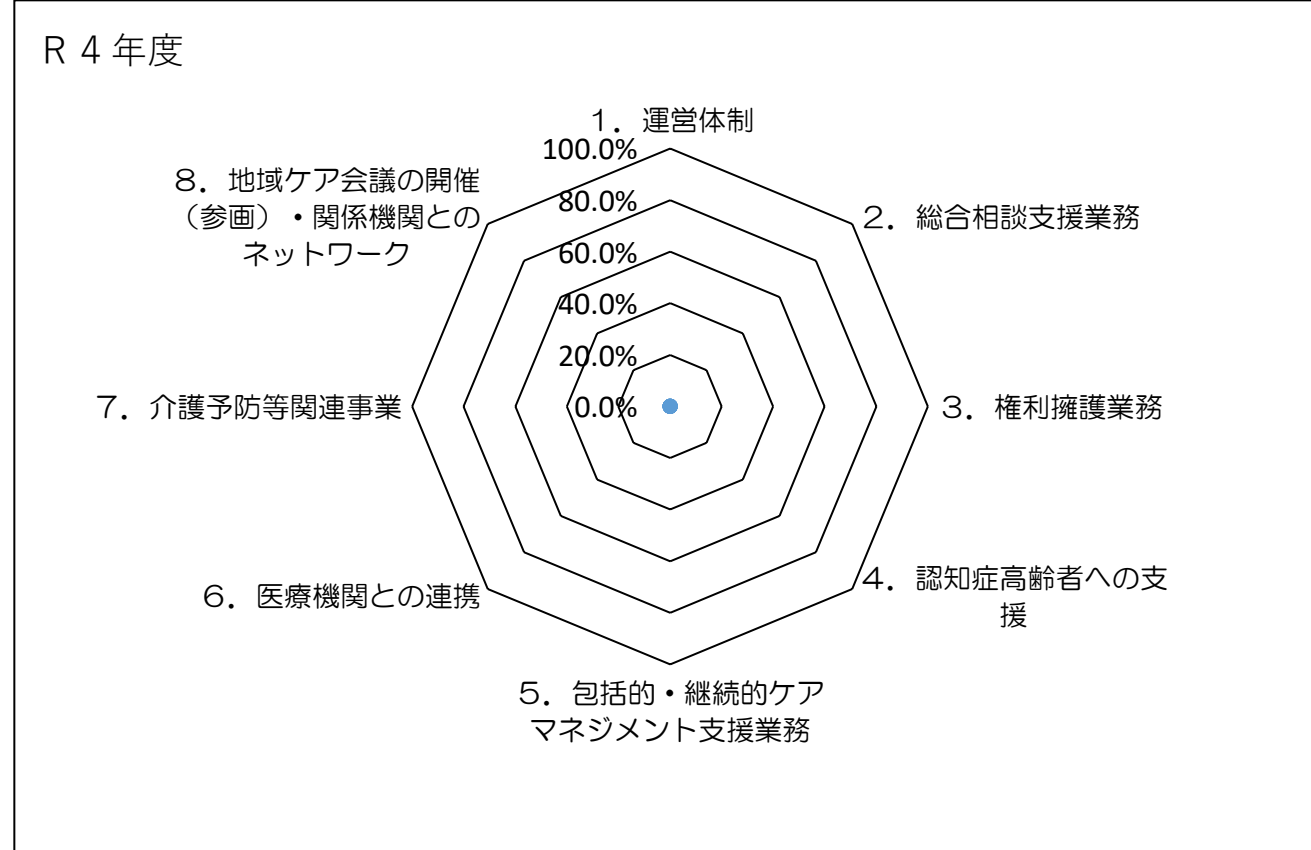 R４年度
１．運営体制
100.0%
80.0%
60.0%
40.0%
20.0%
0.0%
２．総合相談支援業務
３．権利擁護業務
４．認知症高齢者への支
援
５．包括的・継続的ケア
マネジメント支援業務
６．医療機関との連携
７．介護予防等関連事業
８．地域ケア会議の開催
（参画）・関係機関との
ネットワーク